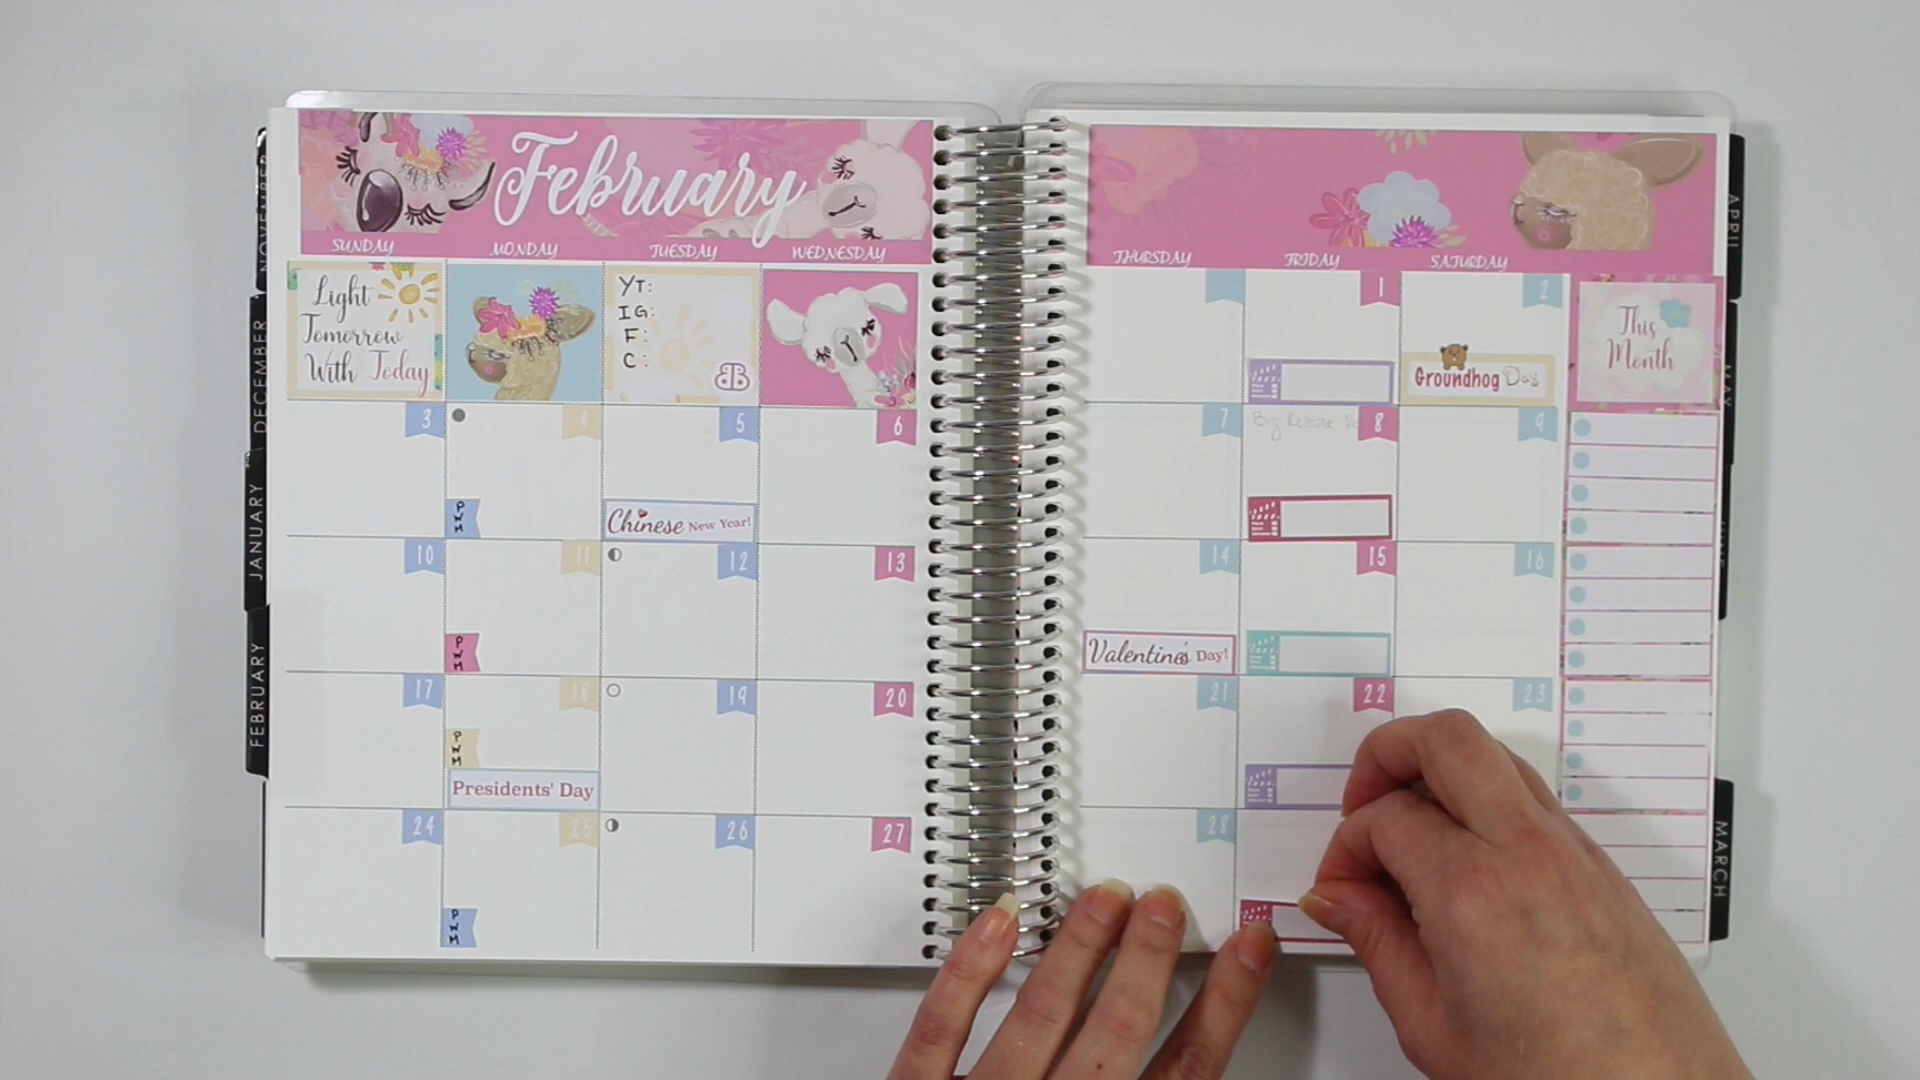 February
SUNDAY MONDAY TUESDAY WEDNESDAY
THURSDAY FRIDAY SATURDAY
Light
Tomorrow
With Today
YT:
IG:
F:
C:
BB
1
2
Groundhog Day
This
Month
3
4
5
6
7
Big Release
8
9
PWM
Chinese New Year!
10
11
12
13
14
15
16
PWM
Valentine's Day!
17
18
19
20
21
22
23
PWM
Presidents' Day
24
25
26
27
28
PWM
NOVEMBER
DECEMBER
JANUARY
FEBRUARY
APRIL
MAY
MARCH